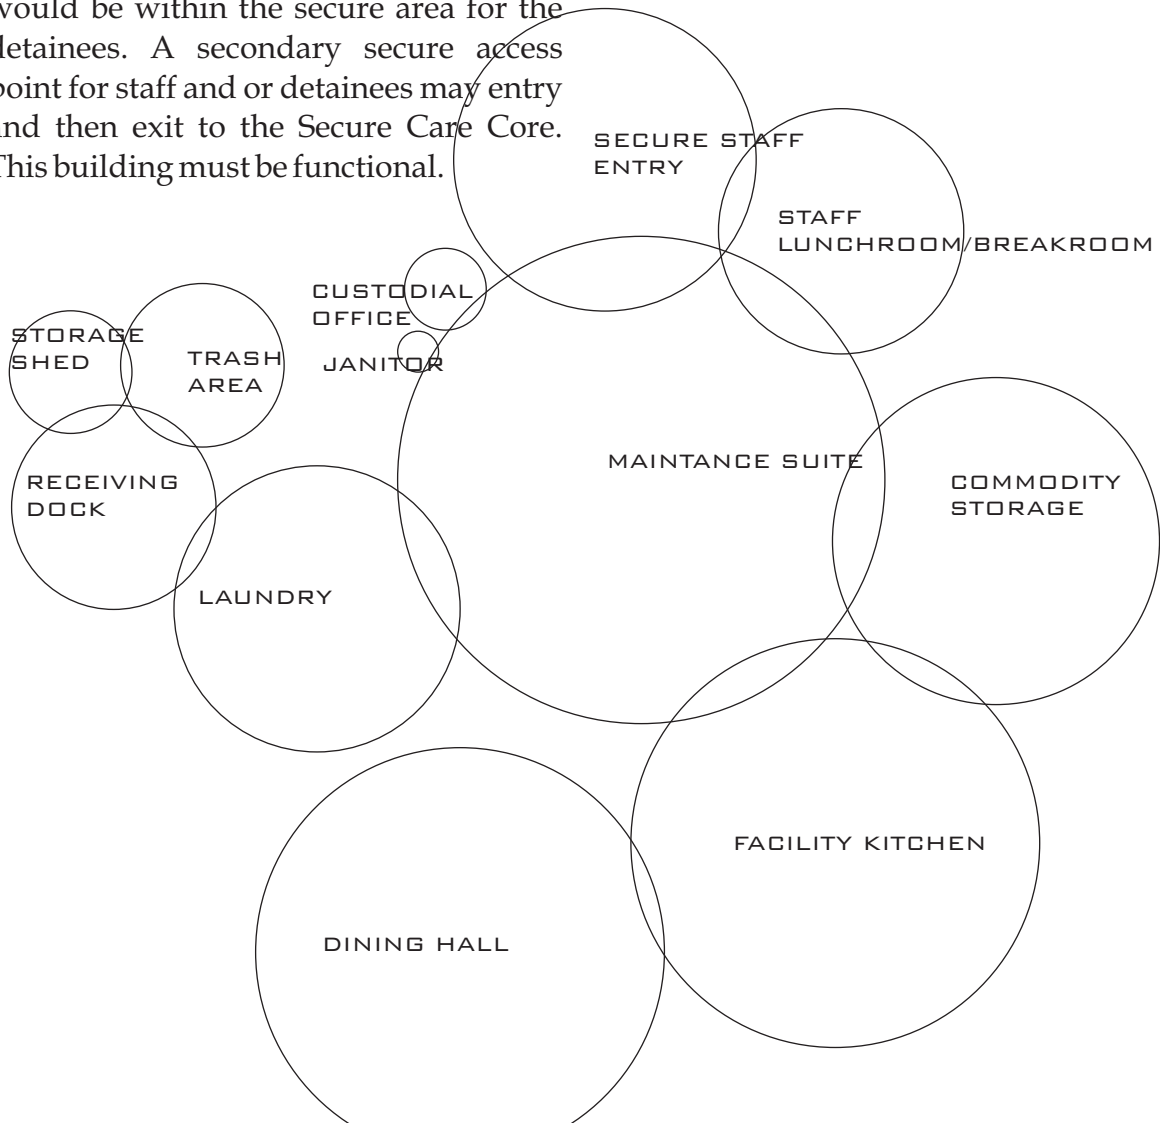 would be within the secure area for the
detainees. A secondary secure access
point for staff and or detainees may entry
and then exit to the Secure Care Core.
This building must be functional.
SECURE STAFF
ENTRY
STAFF
LUNCHROOM/BREAKROOM
CUSTODIAL
OFFICE
JANITOR
STORAGE
SHED
TRASH
AREA
MAINTANCE SUITE
RECEIVING
DOCK
COMMODITY
STORAGE
LAUNDRY
FACILITY KITCHEN
DINING HALL